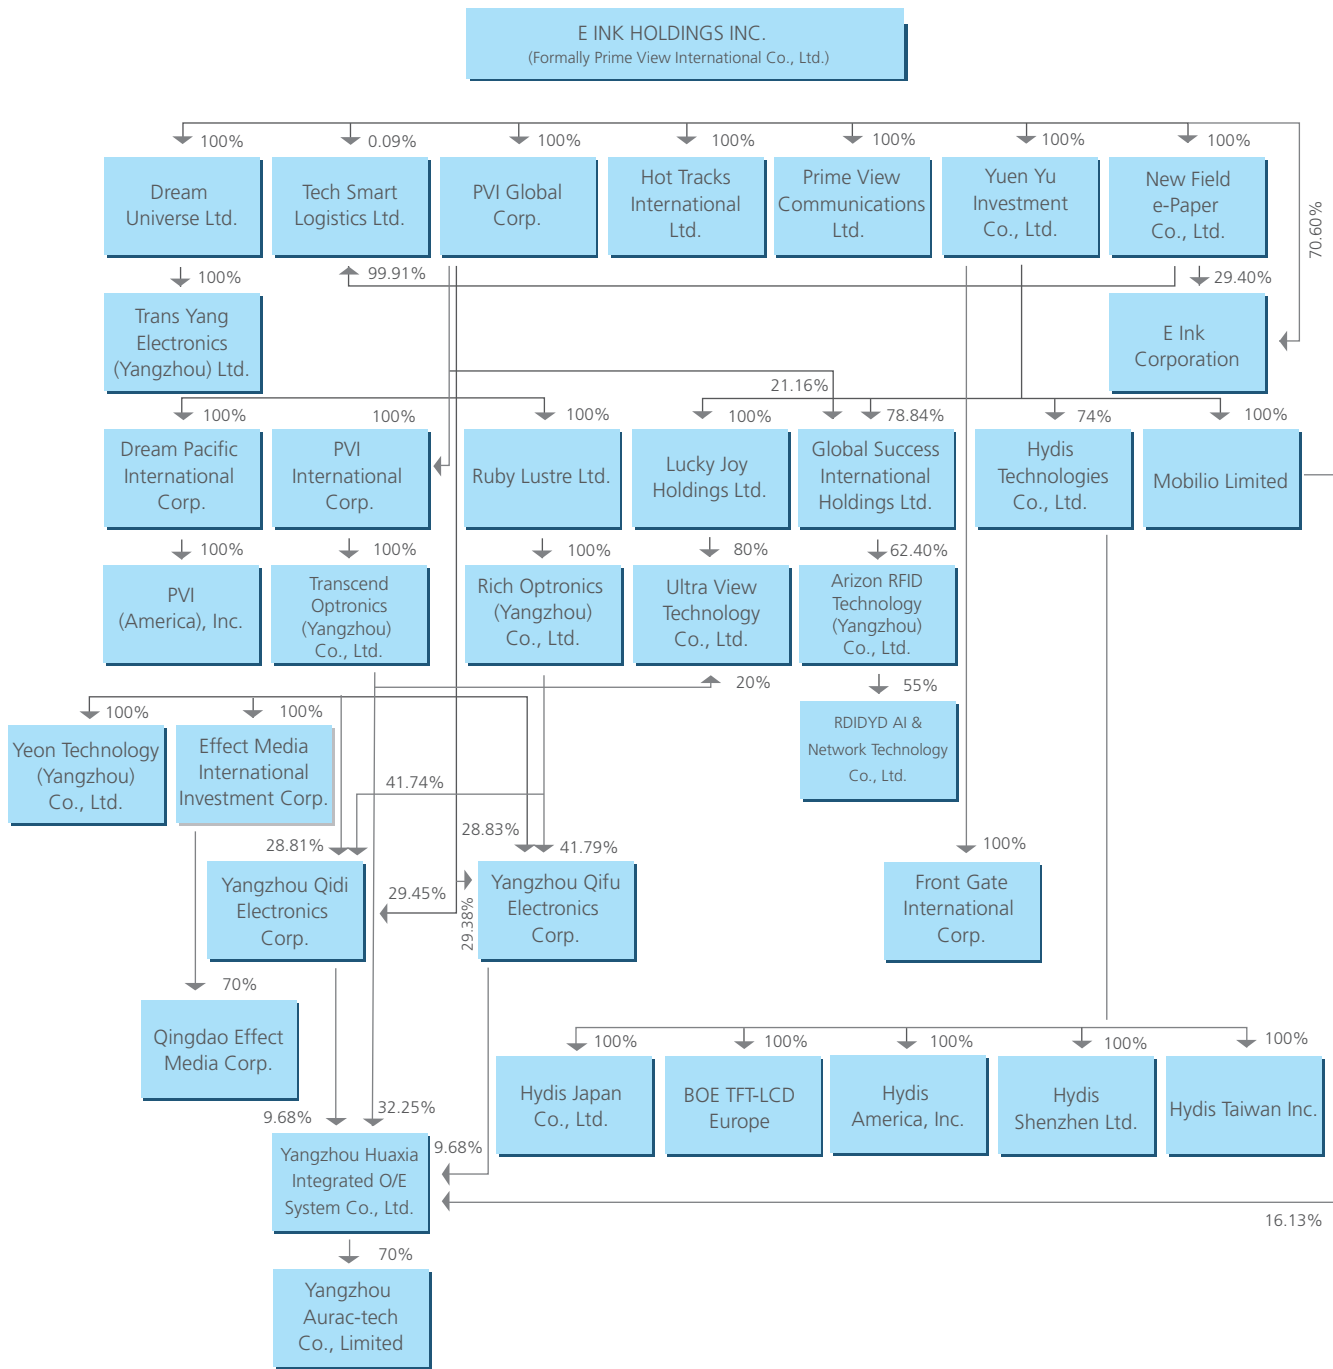 E INK HOLDINGS INC.
(Formally Prime View International Co., Ltd.)
100%
0.09%
100%
100%
100%
100%
100%
Dream
Universe Ltd.
Tech Smart
Logistics Ltd.
PVI Global
Corp.
Hot Tracks
International
Ltd.
Prime View
Communications
Ltd.
Yuen Yu
Investment
Co., Ltd.
New Field
e-Paper
Co., Ltd.
70.60%
100%
99.91%
29.40%
Trans Yang
Electronics
(Yangzhou) Ltd.
E Ink
Corporation
21.16%
100%
100%
100%
100%
78.84%
74%
100%
Dream Pacific
International
Corp.
PVI
International
Corp.
Ruby Lustre Ltd.
Lucky Joy
Holdings Ltd.
Global Success
International
Holdings Ltd.
Hydis
Technologies
Co., Ltd.
Mobilio Limited
100%
100%
100%
80%
62.40%
PVI
(America), Inc.
Transcend
Optronics
(Yangzhou)
Co., Ltd.
Rich Optronics
(Yangzhou)
Co., Ltd.
Ultra View
Technology
Co., Ltd.
Arizon RFID
Technology
(Yangzhou)
Co., Ltd.
20%
55%
100%
100%
Yeon Technology
(Yangzhou)
Co., Ltd.
Effect Media
International
Investment Corp.
RDIDYD AI &
Network Technology
Co., Ltd.
41.74%
28.81%
28.83%
41.79%
100%
Yangzhou Qidi
Electronics
Corp.
29.45%
29.38%
Yangzhou Qifu
Electronics
Corp.
Front Gate
International
Corp.
70%
Qingdao Effect
Media Corp.
100%
100%
100%
100%
100%
Hydis Japan
Co., Ltd.
BOE TFT-LCD
Europe
Hydis
America, Inc.
Hydis
Shenzhen Ltd.
Hydis Taiwan Inc.
9.68%
32.25%
9.68%
Yangzhou Huaxia
Integrated O/E
System Co., Ltd.
16.13%
70%
Yangzhou
Aurac-tech
Co., Limited